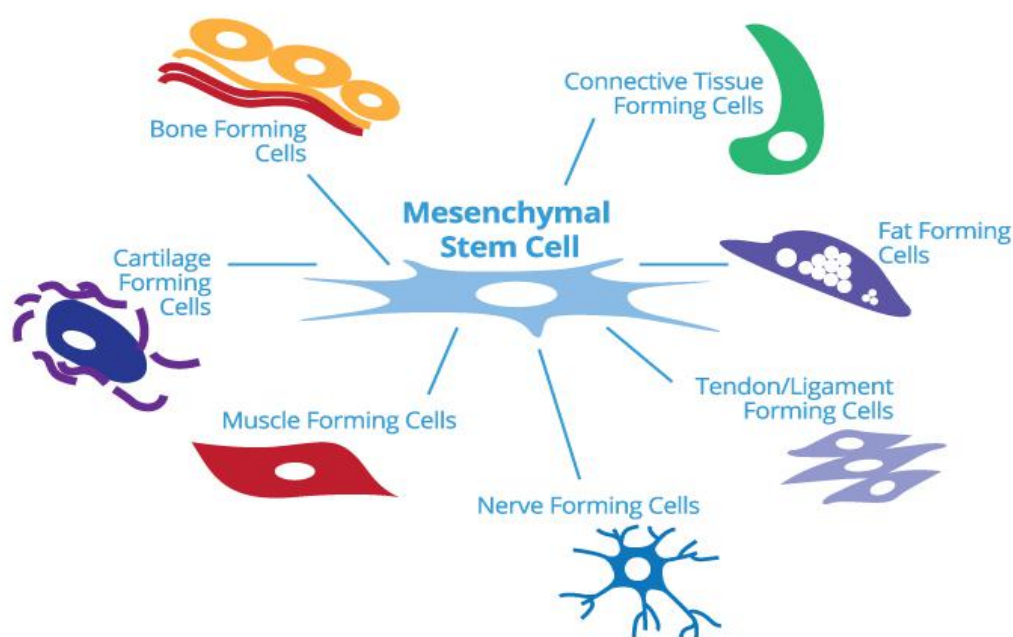 Bone Forming
Cells
Connective Tissue
Forming Cells
Mesenchymal
Stem Cell
Fat Forming
Cells
Cartilage
Forming
Cells
Tendon/Ligament
Forming Cells
Muscle Forming Cells
Nerve Forming Cells